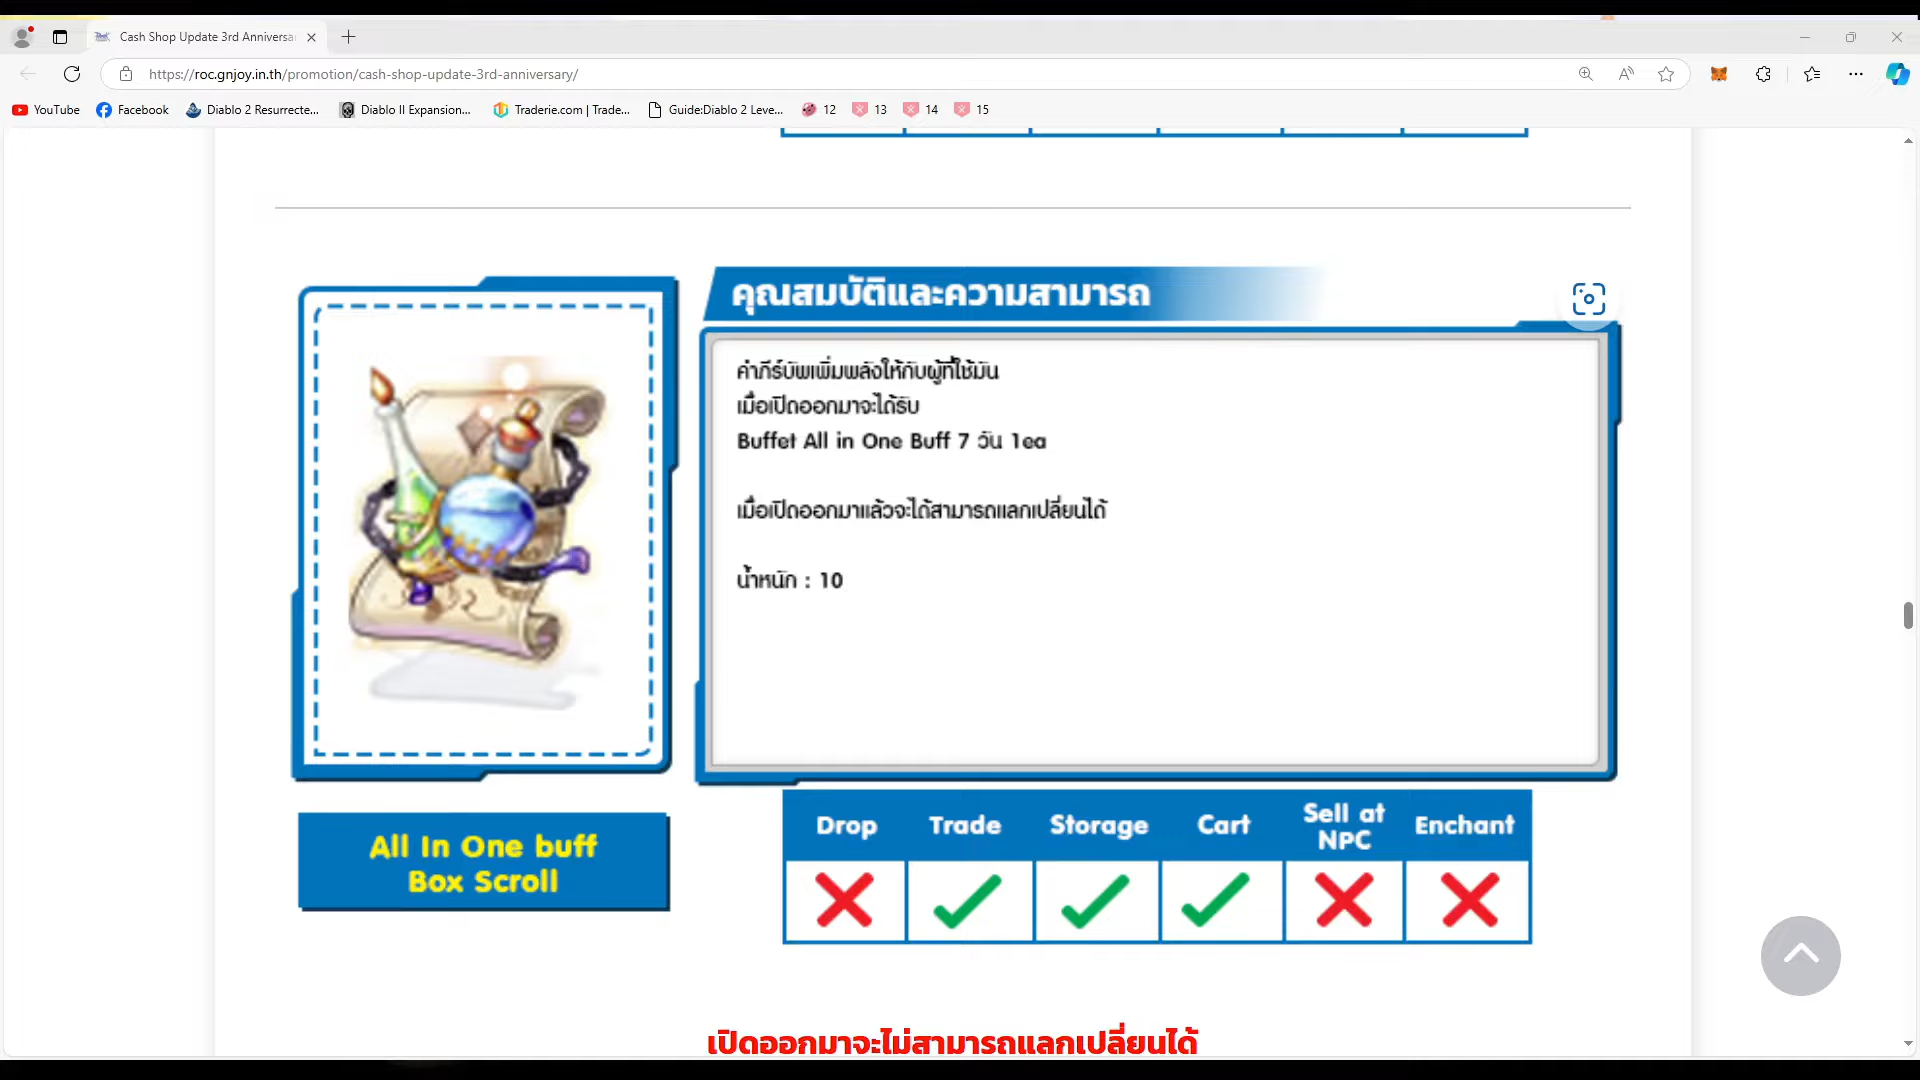 Cash Shop Update 3rd Anniversa
https://roc.gnjoy.in.th/promotion/cash-shop-update-3rd-anniversary/
YouTube
Facebook
Diablo 2 Resurrecte...
Diablo II Expansion...
Traderie.com | Trade...
Guide:Diablo 2 Leve...
12
13
14
15
คุณสมบัติและความสามารถ
คำภีร์บัพเพิ่มพลังให้กับผู้ที่ใช้มัน
เมื่อเปิดออกมาจะได้รับ
Buffet All in One Buff 7 วัน 1ea
เมื่อเปิดออกมาแล้วจะได้สามารถแลกเปลี่ยนได้
น้ำหนัก : 10
All In One buff
Box Scroll
Drop Trade Storage Cart Sell at NPC Enchant
เปิดออกมาจะไม่สามารถแลกเปลี่ยนได้